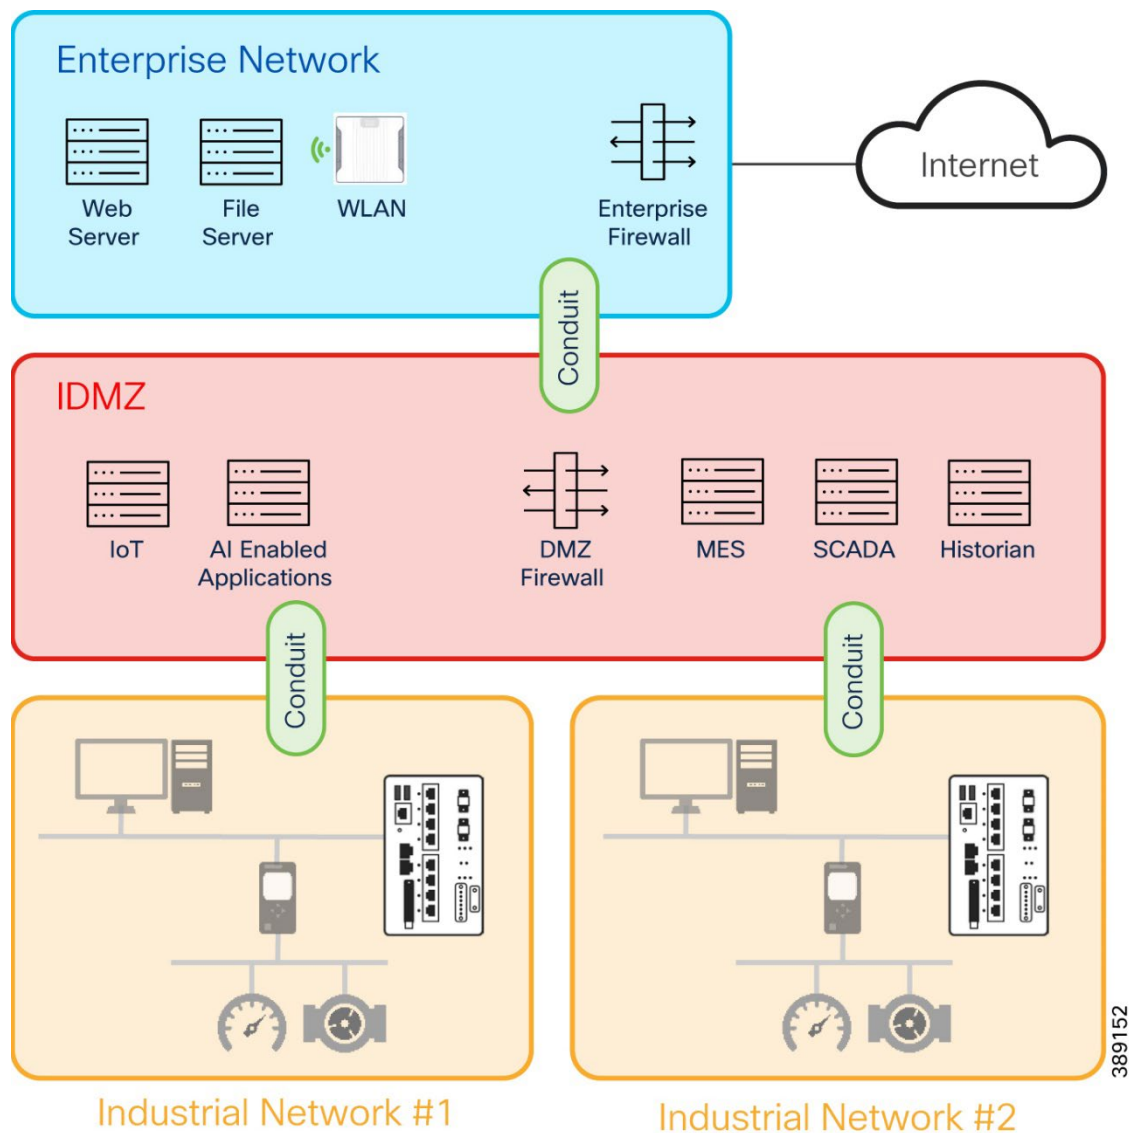 Enterprise Network
Internet
Web
Server
File
Server
WLAN
Enterprise
Firewall
Conduit
IDMZ
IoT
AI Enabled
Applications
DMZ
Firewall
MES
SCADA
Historian
Conduit
Conduit
Industrial Network #1
Industrial Network #2
389152